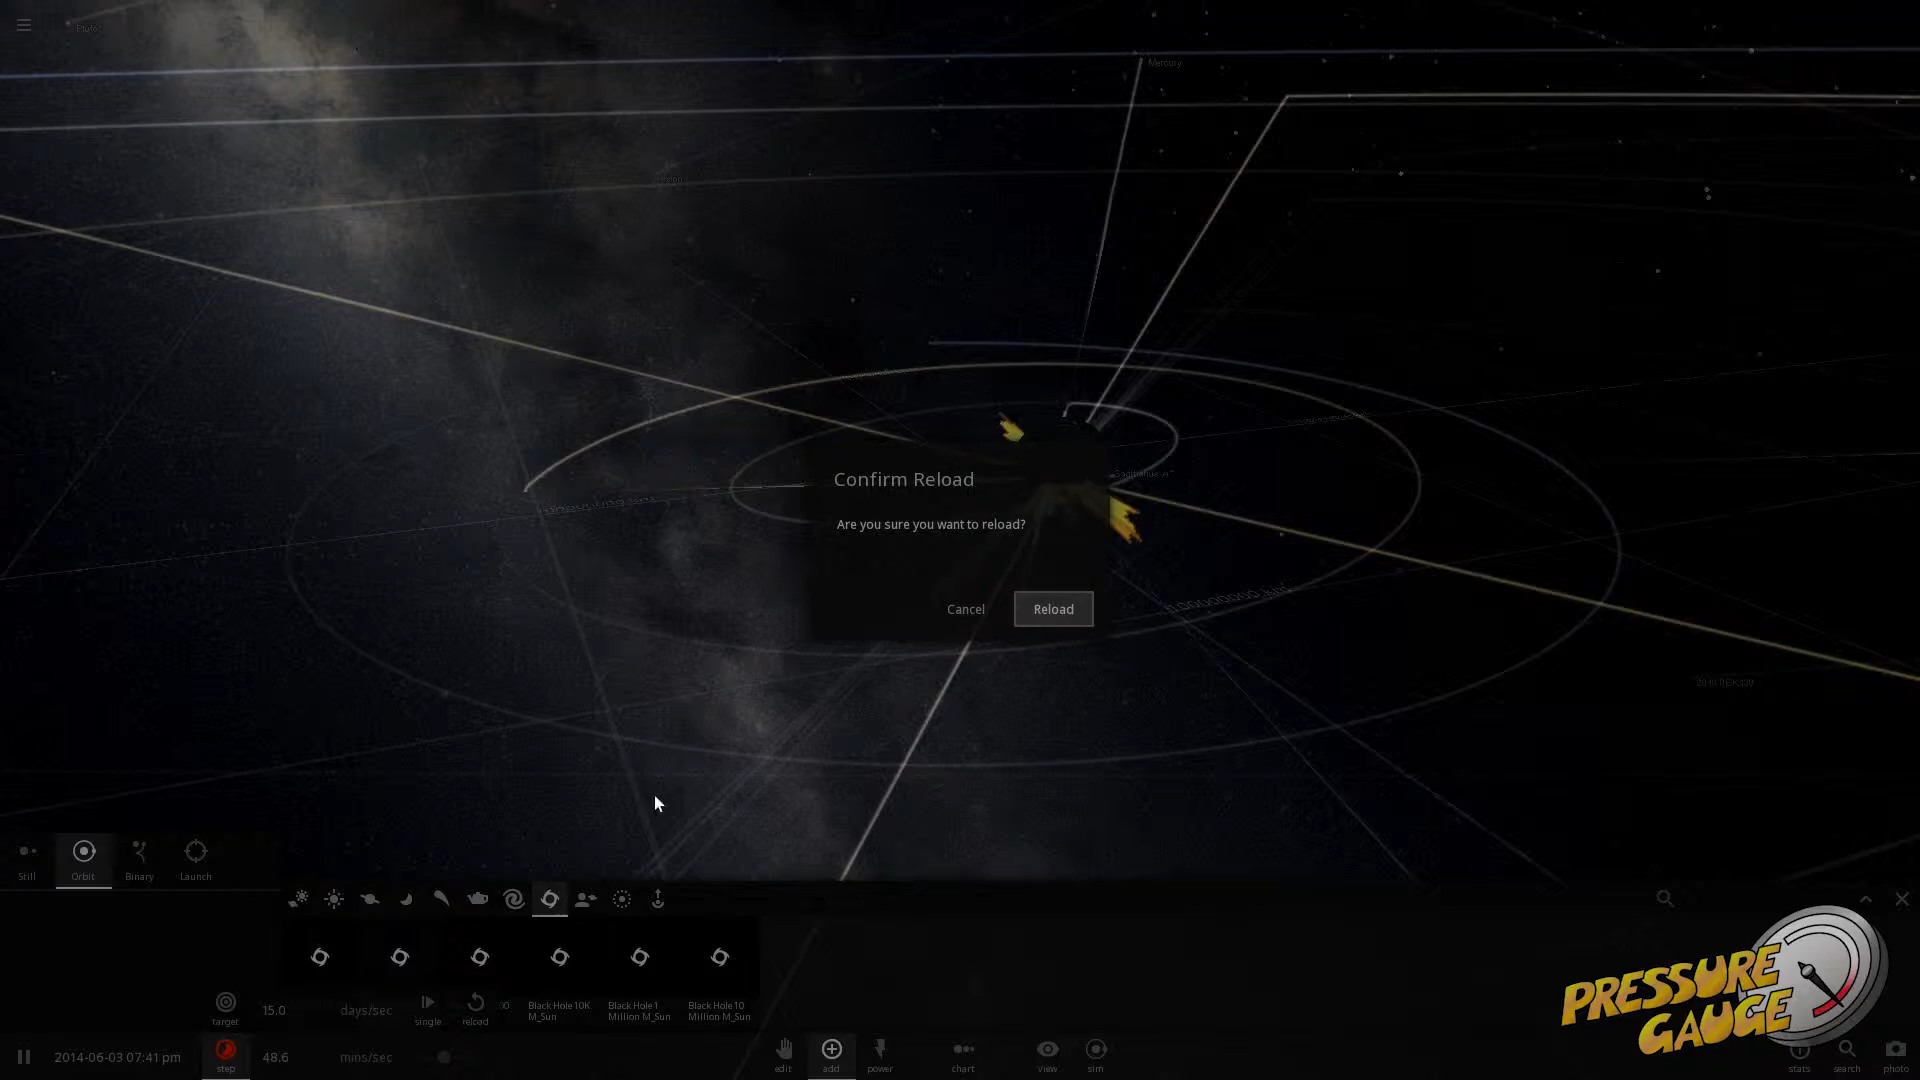 Pluto
Mercury
Confirm Reload
Are you sure you want to reload?
Cancel
Reload
Still
Orbit
Binary
Launch
target
15.0
days/sec
single
reload
00
Black Hole 10K
M_Sun
Black Hole 1
Million M_Sun
Black Hole 10
Million M_Sun
2014-06-03 07:41 pm
step
48.6
mins/sec
edit
add
power
chart
view
sim
stats
search
photo
PRESSURE
GAUGE